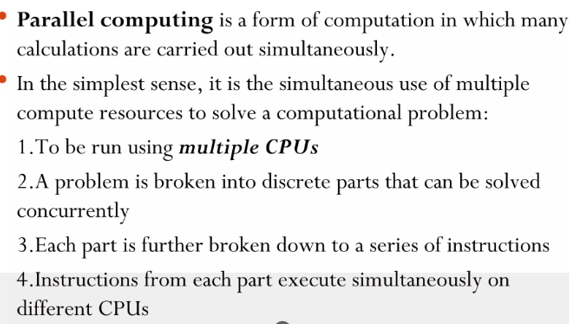 • Parallel computing is a form of computation in which many
calculations are carried out simultaneously.
• In the simplest sense, it is the simultaneous use of multiple
compute resources to solve a computational problem:
1.To be run using multiple CPUs
2.A problem is broken into discrete parts that can be solved
concurrently
3.Each part is further broken down to a series of instructions
4.Instructions from each part execute simultaneously on
different CPUs